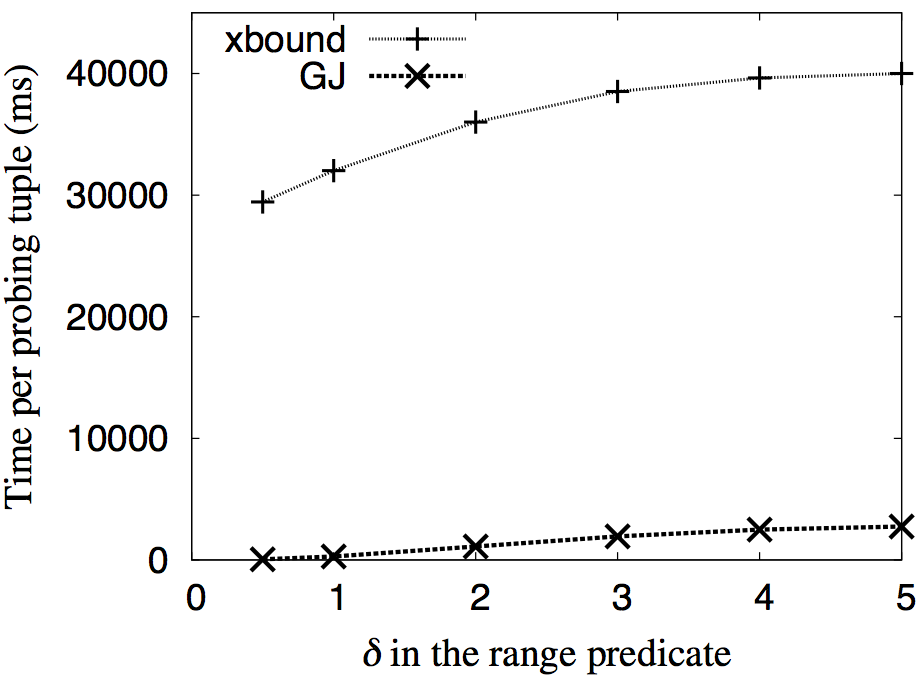 xbound
GJ
Time per probing tuple (ms)
40000
30000
20000
10000
0
0 1 2 3 4 5
δ in the range predicate